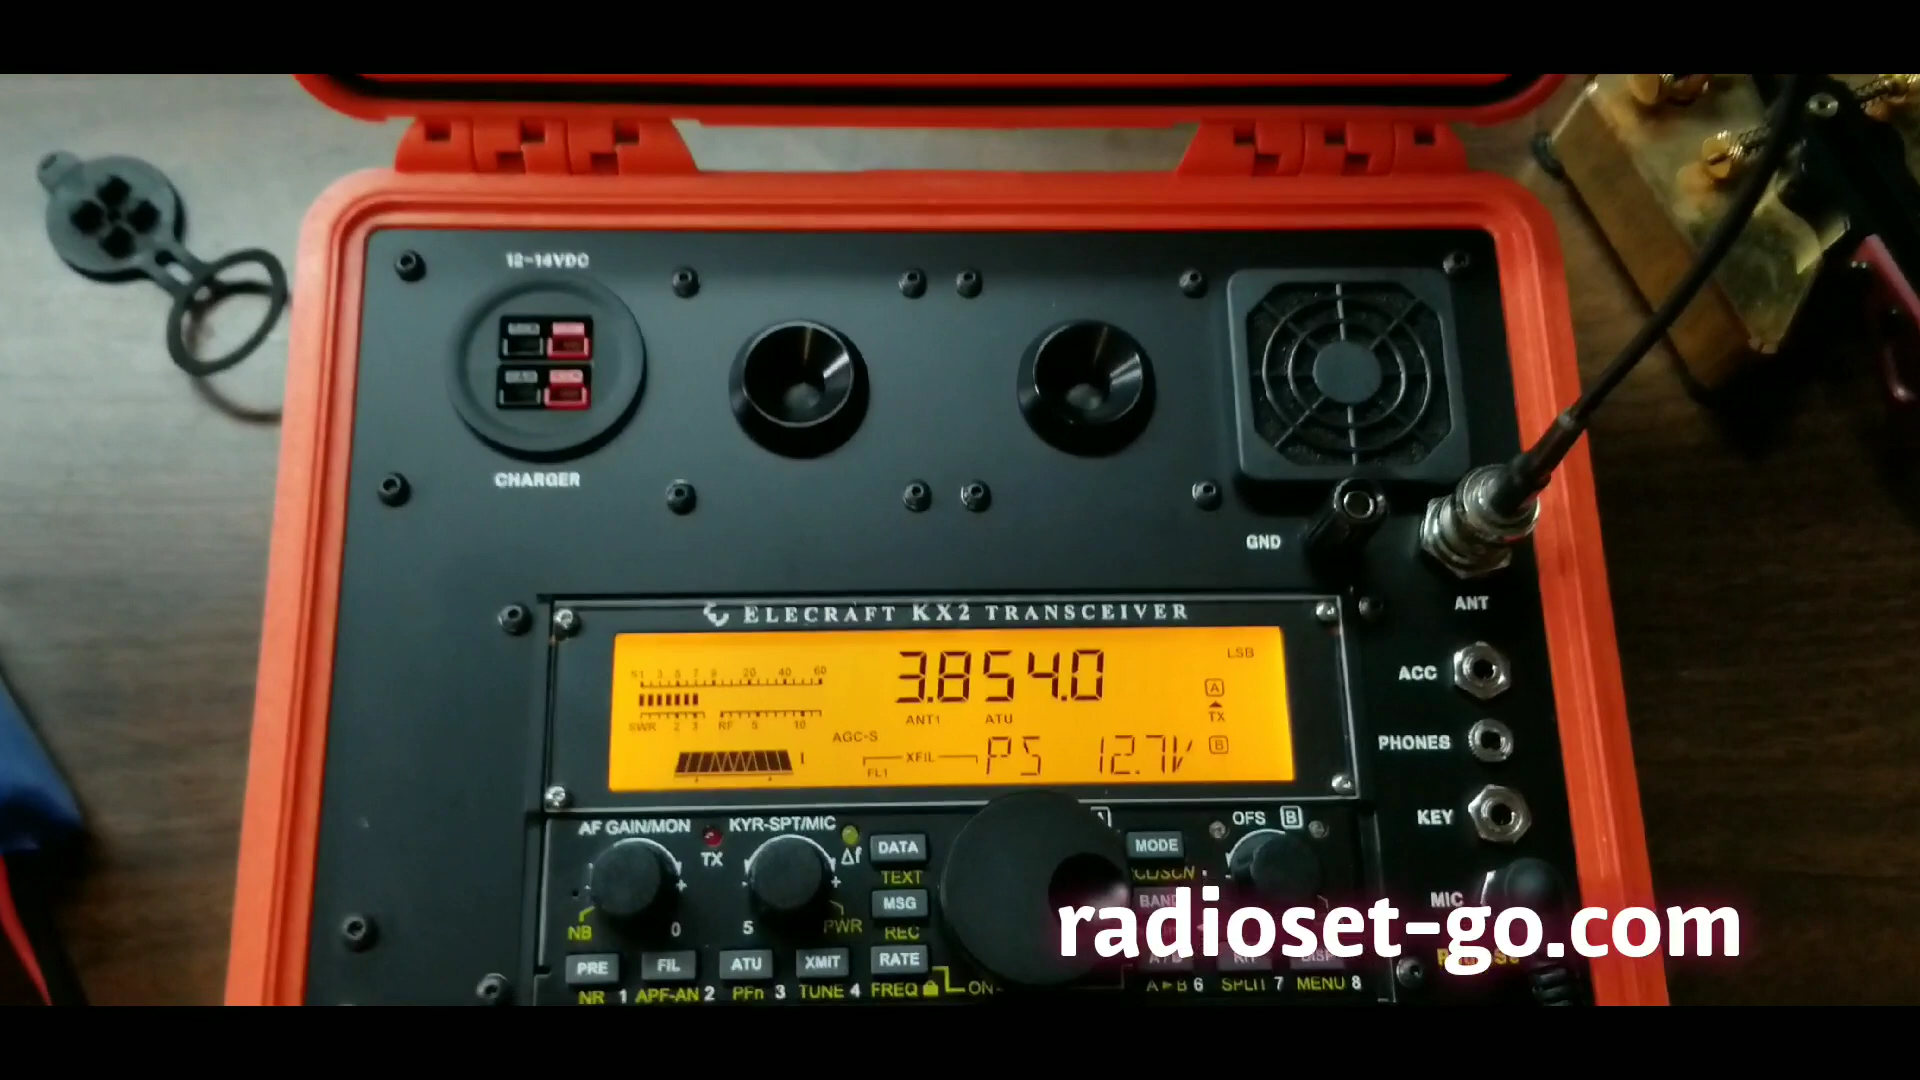 12-14VDC
CHARGER
GND
ANT
ELECRAFT KX2 TRANSCEIVER
S1 3 5 7 9 20 40 60
SWR 2 3 RF 5 10
3.854.0
LSB
ANT1 ATU
A
TX
AGC-S
XFIL
FL1
I
PS 12.7V
B
ACC
PHONES
KEY
MIC
AF GAIN/MON
TX
KYR-SPT/MIC
Δf
DATA
TEXT
MODE
OFS B
MSG
REC
BAND
NB 0
5 PWR
- +
PRE FIL ATU XMIT RATE
NR 1 APF-AN 2 PFn 3 TUNE 4 FREQ ON
A▸B 6 SPLIT 7 MENU 8
radioset-go.com